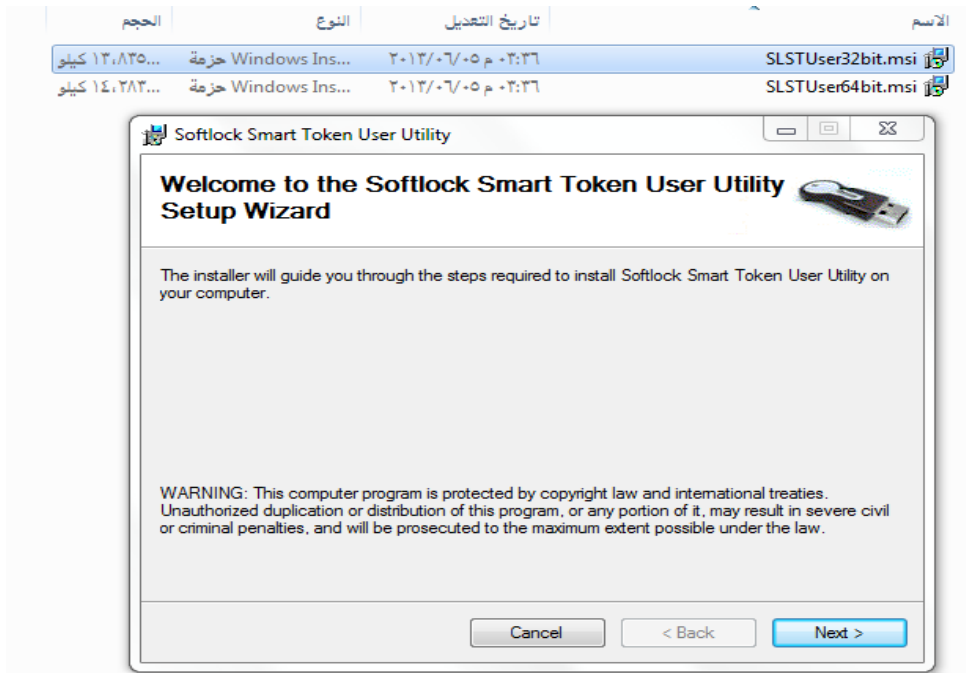 الاسم تاريخ التعديل النوع الحجم
SLSTUser32bit.msi ٠٣:٣٦ م ٢٠١٣/٠٦/٠٥ حزمة Windows Ins... ١٣،٨٣٥ كيلو...
SLSTUser64bit.msi ٠٣:٣٦ م ٢٠١٣/٠٦/٠٥ حزمة Windows Ins... ١٤،٢٨٣ كيلو...
Softlock Smart Token User Utility
Welcome to the Softlock Smart Token User Utility
Setup Wizard
The installer will guide you through the steps required to install Softlock Smart Token User Utility on
your computer.
WARNING: This computer program is protected by copyright law and international treaties.
Unauthorized duplication or distribution of this program, or any portion of it, may result in severe civil
or criminal penalties, and will be prosecuted to the maximum extent possible under the law.
Cancel < Back Next >